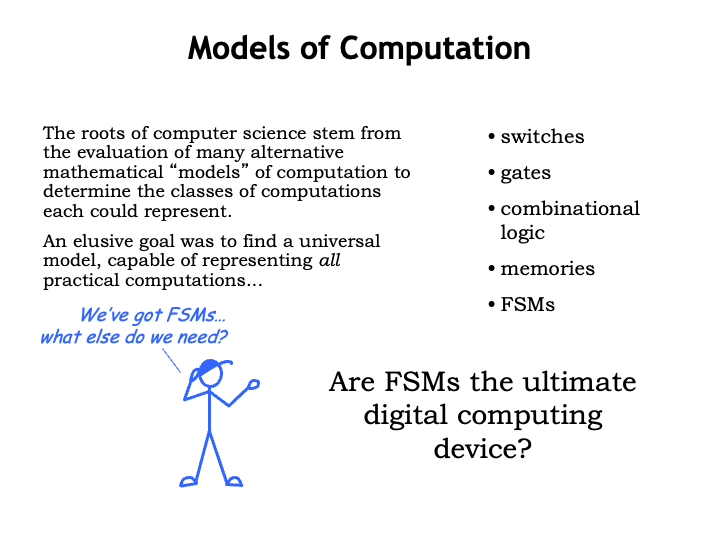 Models of Computation
The roots of computer science stem from
the evaluation of many alternative
mathematical “models” of computation to
determine the classes of computations
each could represent.
An elusive goal was to find a universal
model, capable of representing all
practical computations...
• switches
• gates
• combinational
logic
• memories
• FSMs
We've got FSMs...
what else do we need?
Are FSMs the ultimate
digital computing
device?